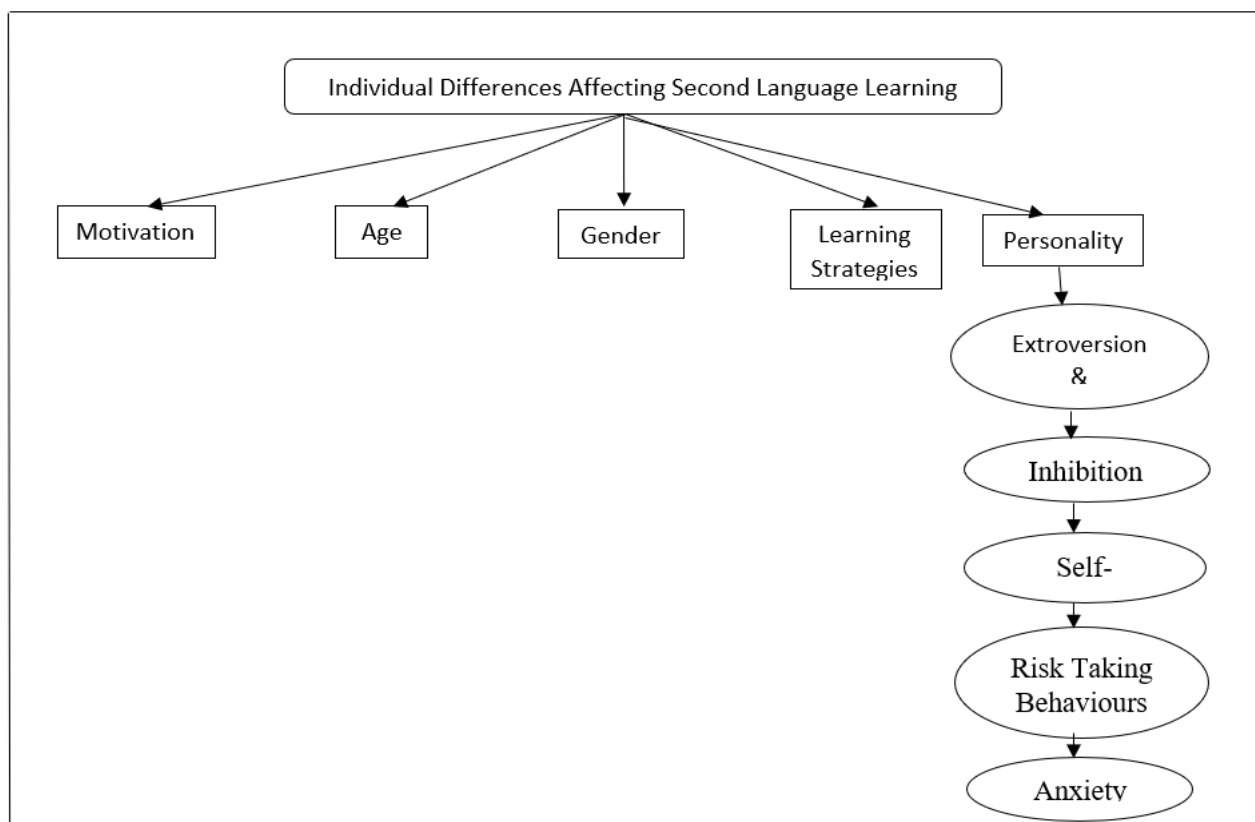 Individual Differences Affecting Second Language Learning
Motivation
Age
Gender
Learning
Strategies
Personality
Extroversion
&
Inhibition
Self-
Risk Taking
Behaviours
Anxiety